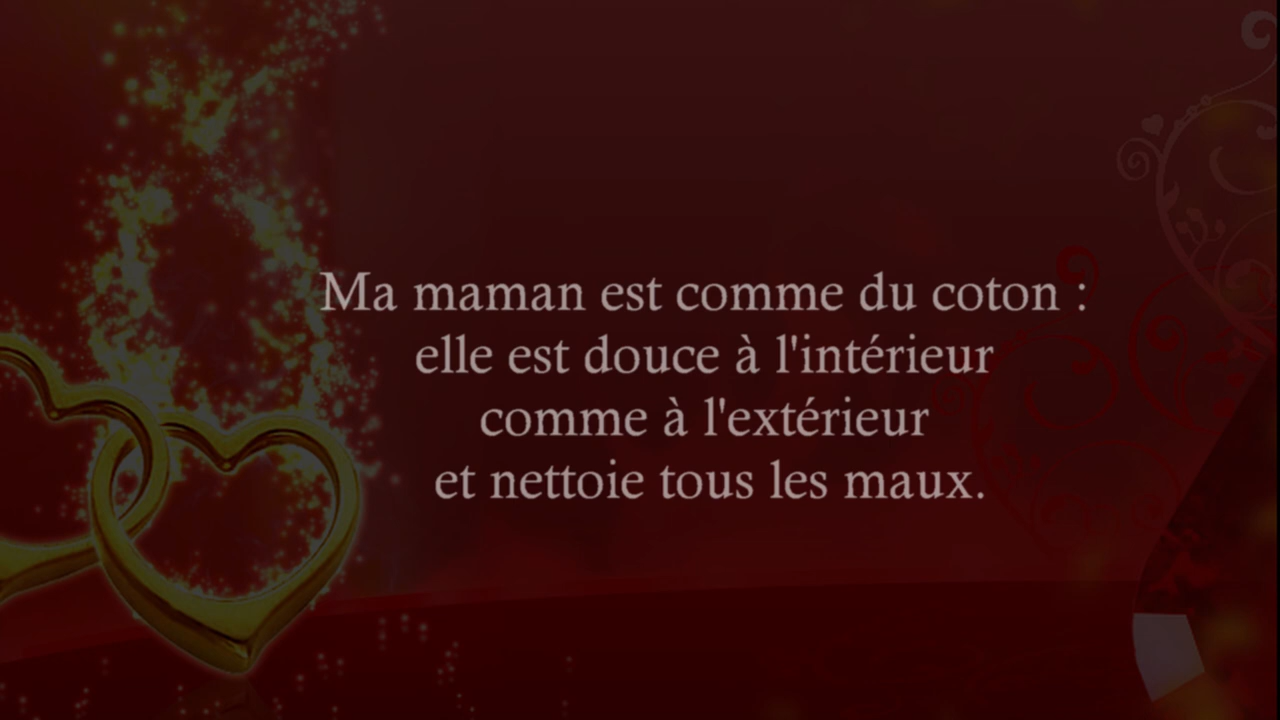 Ma maman est comme du coton :
elle est douce à l'intérieur
comme à l'extérieur
et nettoie tous les maux.